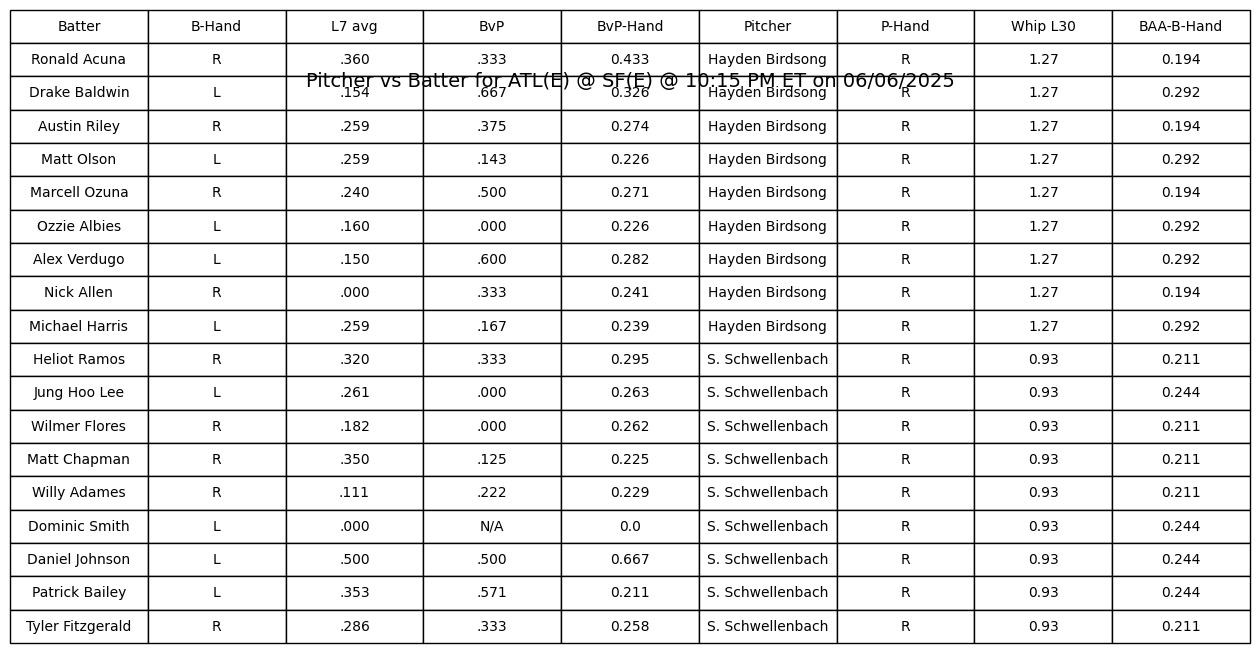 Batter B-Hand L7 avg BvP BvP-Hand Pitcher P-Hand Whip L30 BAA-B-Hand
Ronald Acuna R .360 .333 0.433 Hayden Birdsong R 1.27 0.194
Pitcher vs Batter for ATL(E) @ SF(E) @ 10:15 PM ET on 06/06/2025
Drake Baldwin L .154 .667 0.326 Hayden Birdsong R 1.27 0.292
Austin Riley R .259 .375 0.274 Hayden Birdsong R 1.27 0.194
Matt Olson L .259 .143 0.226 Hayden Birdsong R 1.27 0.292
Marcell Ozuna R .240 .500 0.271 Hayden Birdsong R 1.27 0.194
Ozzie Albies L .160 .000 0.226 Hayden Birdsong R 1.27 0.292
Alex Verdugo L .150 .600 0.282 Hayden Birdsong R 1.27 0.292
Nick Allen R .000 .333 0.241 Hayden Birdsong R 1.27 0.194
Michael Harris L .259 .167 0.239 Hayden Birdsong R 1.27 0.292
Heliot Ramos R .320 .333 0.295 S. Schwellenbach R 0.93 0.211
Jung Hoo Lee L .261 .000 0.263 S. Schwellenbach R 0.93 0.244
Wilmer Flores R .182 .000 0.262 S. Schwellenbach R 0.93 0.211
Matt Chapman R .350 .125 0.225 S. Schwellenbach R 0.93 0.211
Willy Adames R .111 .222 0.229 S. Schwellenbach R 0.93 0.211
Dominic Smith L .000 N/A 0.0 S. Schwellenbach R 0.93 0.244
Daniel Johnson L .500 .500 0.667 S. Schwellenbach R 0.93 0.244
Patrick Bailey L .353 .571 0.211 S. Schwellenbach R 0.93 0.244
Tyler Fitzgerald R .286 .333 0.258 S. Schwellenbach R 0.93 0.211